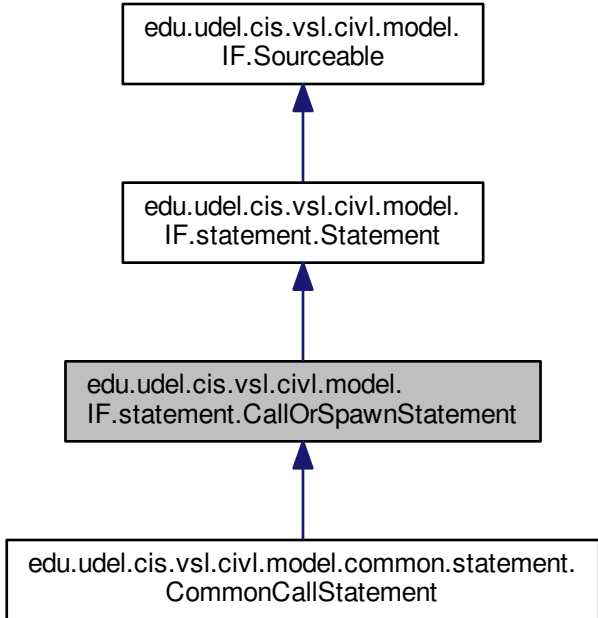 edu.udel.cis.vsl.civl.model.
IF.Sourceable
edu.udel.cis.vsl.civl.model.
IF.statement.Statement
edu.udel.cis.vsl.civl.model.
IF.statement.CallOrSpawnStatement
edu.udel.cis.vsl.civl.model.common.statement.
CommonCallStatement